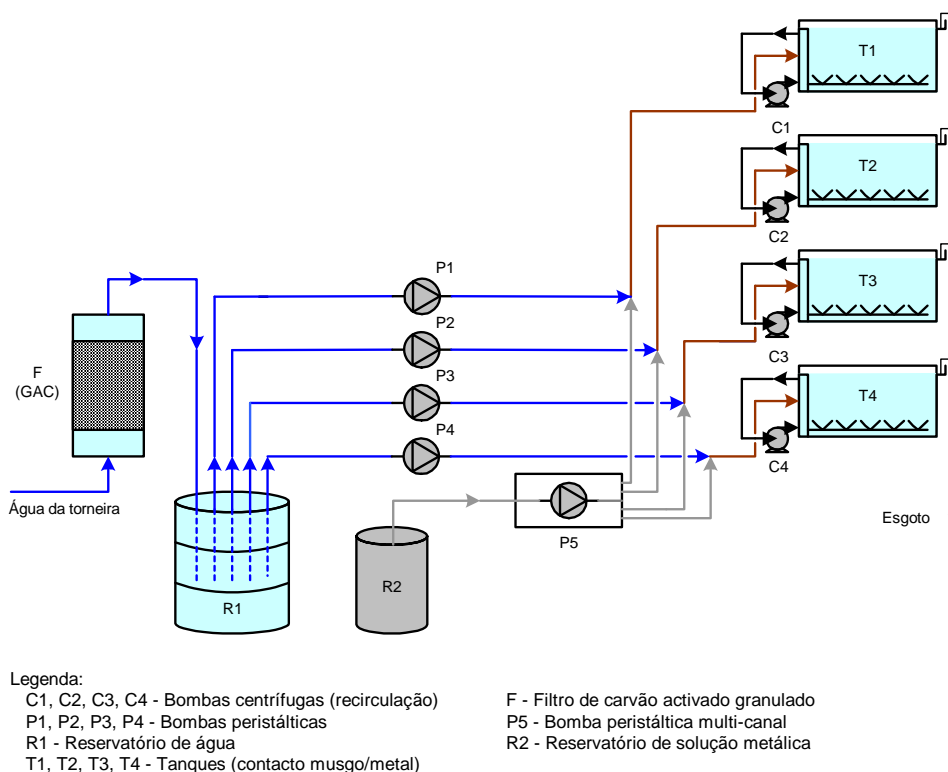 T1
C1
T2
C2
P1
T3
P2
F
(GAC)
C3
P3
T4
P4
C4
Água da torneira
Esgoto
P5
R2
R1
Legenda:
C1, C2, C3, C4 - Bombas centrífugas (recirculação)
P1, P2, P3, P4 - Bombas peristálticas
R1 - Reservatório de água
T1, T2, T3, T4 - Tanques (contacto musgo/metal)
F - Filtro de carvão activado granulado
P5 - Bomba peristáltica multi-canal
R2 - Reservatório de solução metálica